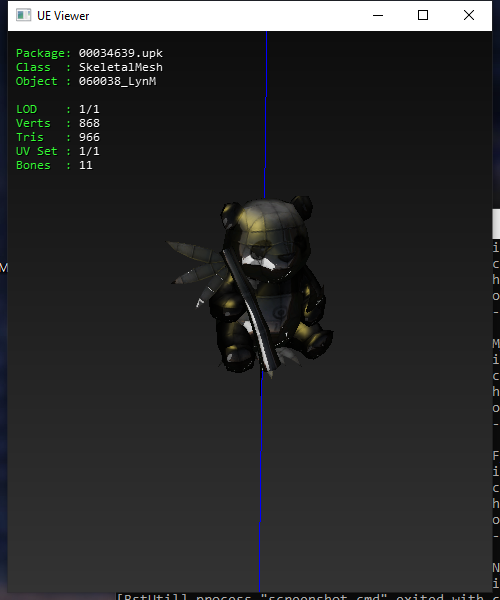 UE Viewer
Package: 00034639.upk
Class : SkeletalMesh
Object : 060038_LynM
LOD : 1/1
Verts : 868
Tris : 966
UV Set : 1/1
Bones : 11
M
i
c
h
o
-
M
i
c
h
o
-
F
i
c
h
o
-
N
i
[BstUtil] process "screenshot.cmd" exited with c